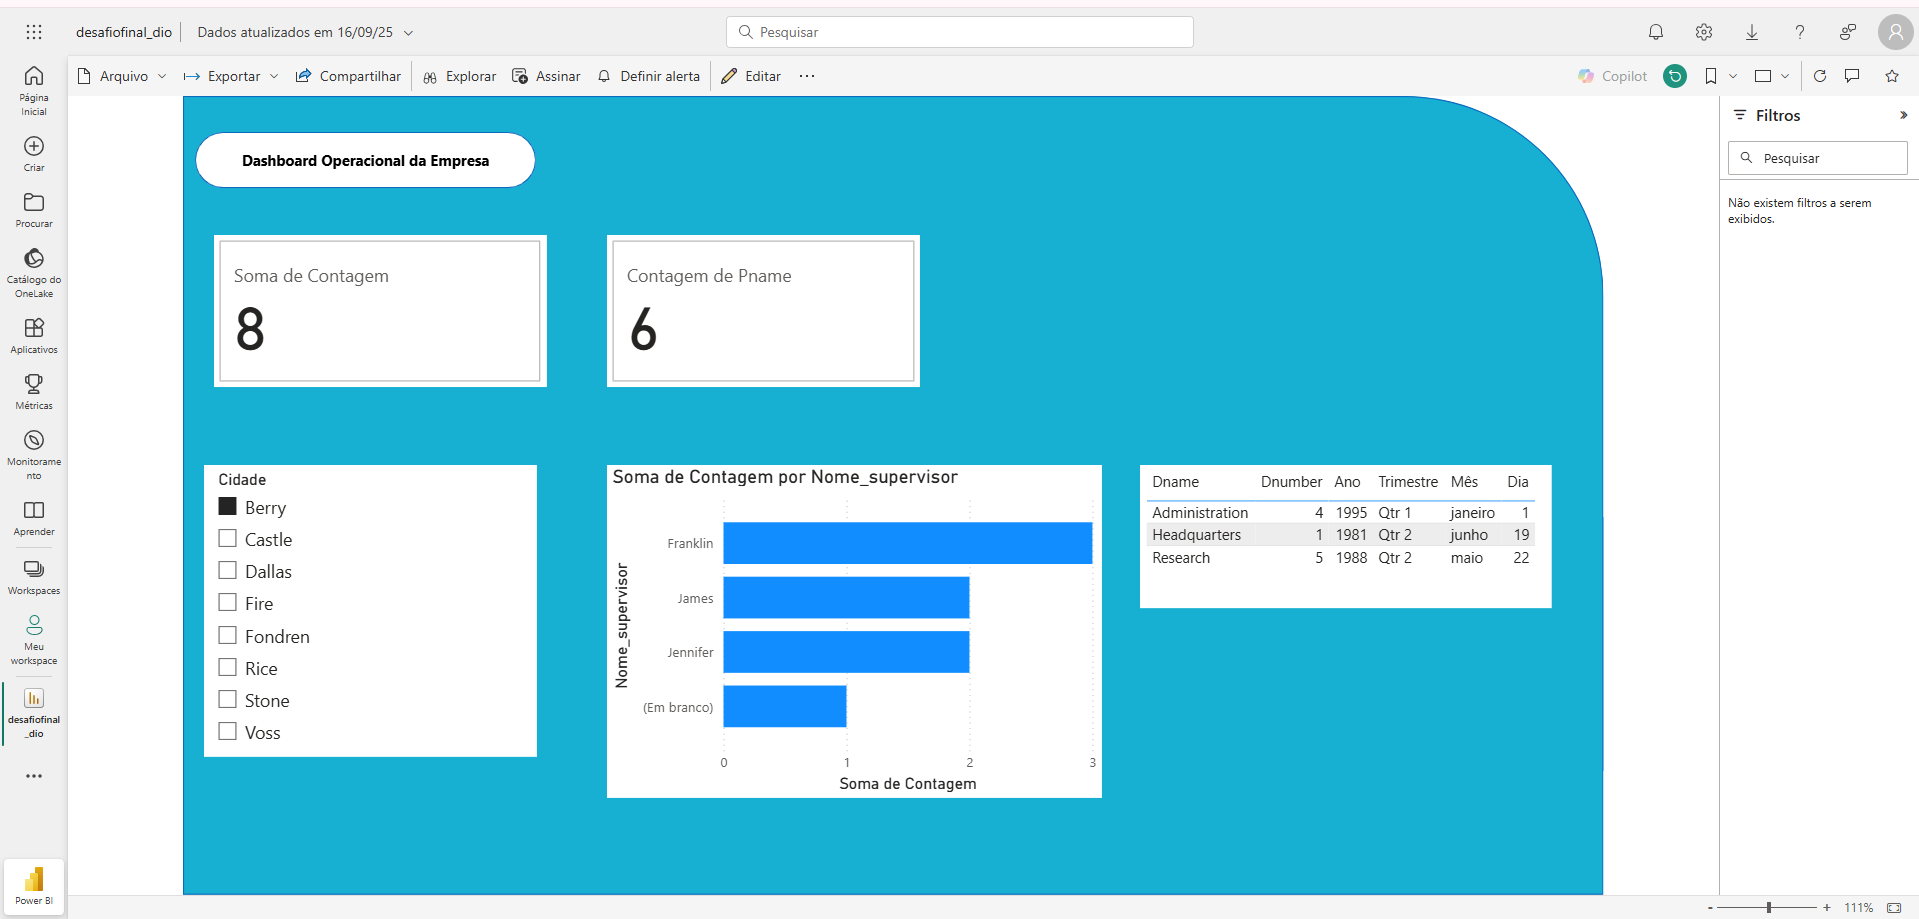 desafiofinal_dio
Dados atualizados em 16/09/25
Pesquisar
Arquivo
Exportar
Compartilhar
Explorar
Assinar
Definir alerta
Editar
Copilot
Página
Inicial
Criar
Procurar
Catálogo do
OneLake
Aplicativos
Métricas
Monitorame
nto
Aprender
Workspaces
Meu
workspace
desafiofinal
_dio
Power BI
Dashboard Operacional da Empresa
Soma de Contagem
8
Contagem de Pname
6
Cidade
Berry
Castle
Dallas
Fire
Fondren
Rice
Stone
Voss
Soma de Contagem por Nome_supervisor
Nome_supervisor
Franklin
James
Jennifer
(Em branco)
0 1 2 3
Soma de Contagem
Dname Dnumber Ano Trimestre Mês Dia
Administration 4 1995 Qtr 1 janeiro 1
Headquarters 1 1981 Qtr 2 junho 19
Research 5 1988 Qtr 2 maio 22
Filtros
Pesquisar
Não existem filtros a serem
exibidos.
- + 111%